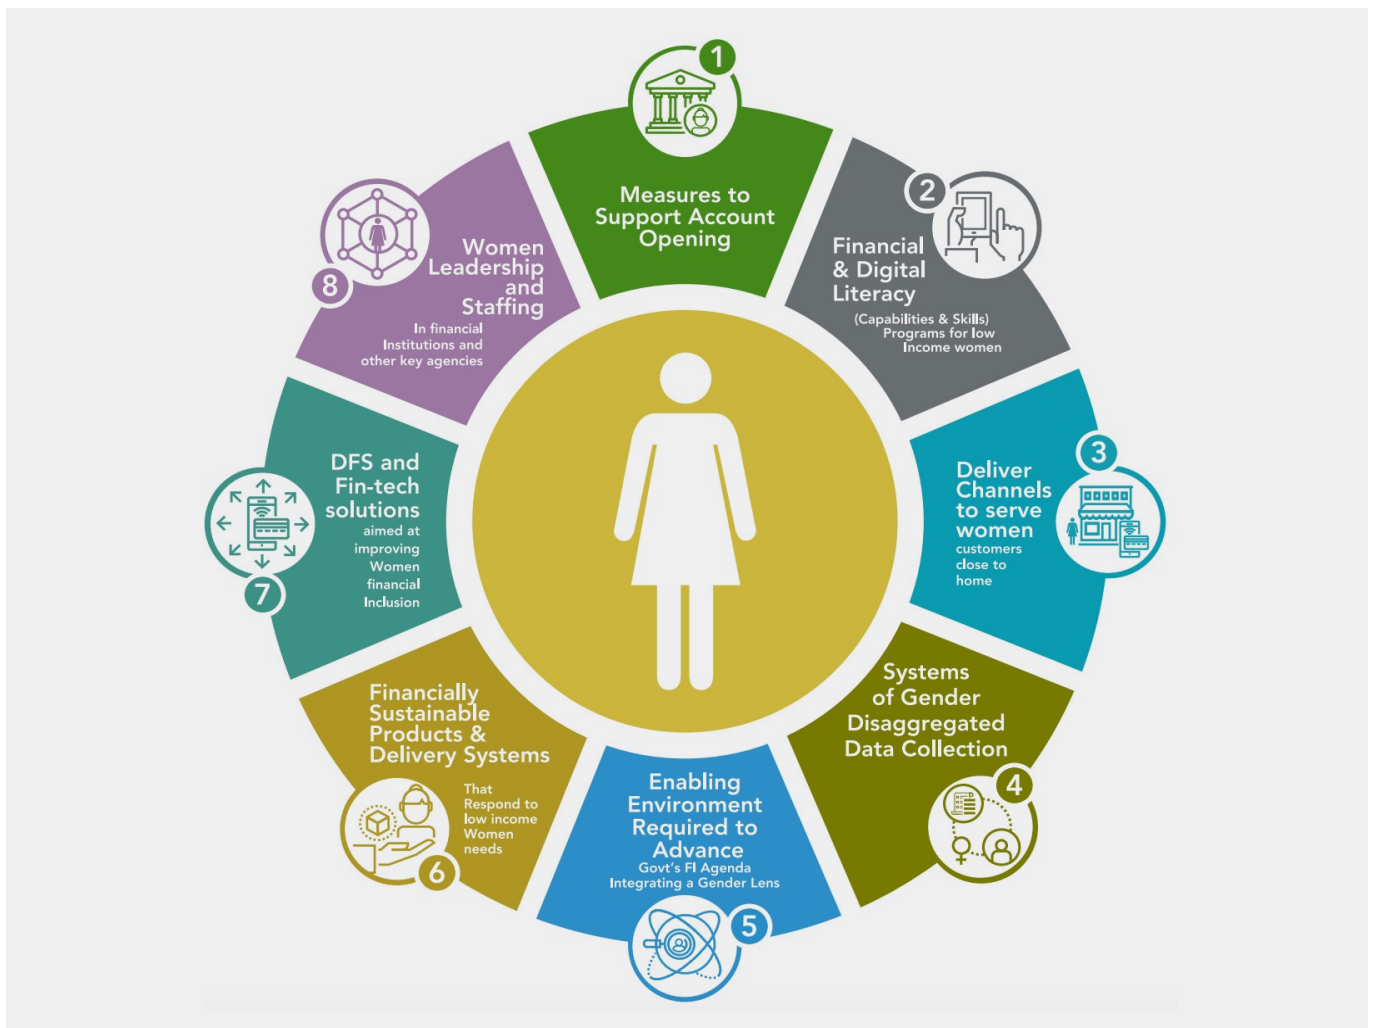 1
Measures to
Support Account
Opening
2
Financial
& Digital
Literacy
(Capabilities & Skills)
Programs for low
Income women
3
Deliver
Channels
to serve
women
customers
close to
home
Systems
of Gender
Disaggregated
Data Collection
4
Enabling
Environment
Required to
Advance
Govt's FI Agenda
Integrating a Gender Lens
5
Financially
Sustainable
Products &
Delivery Systems
That
Respond to
low income
Women
needs
6
DFS and
Fin-tech
solutions
aimed at
improving
Women
financial
Inclusion
7
Women
Leadership
and
Staffing
In financial
Institutions and
other key agencies
8